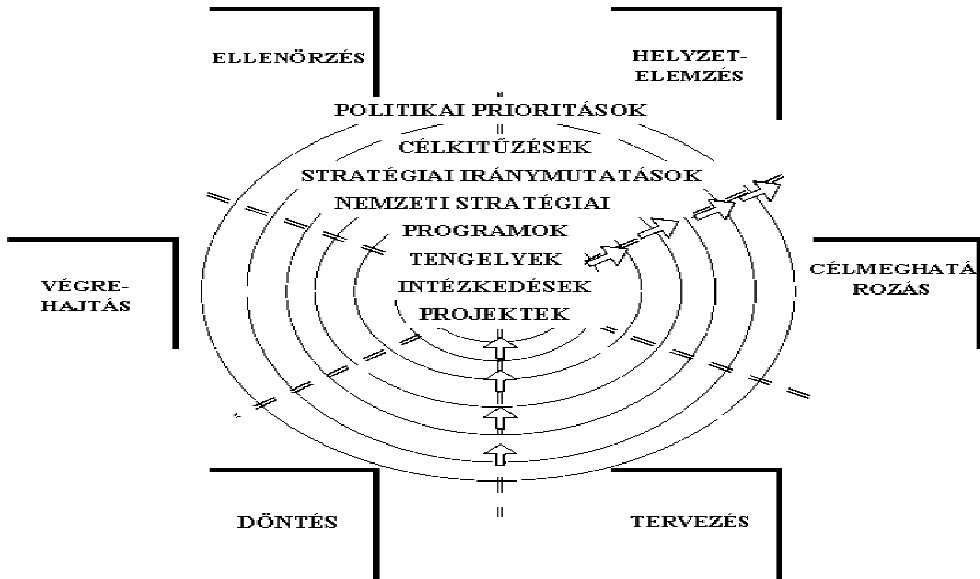 ELLENŐRZÉS
HELYZET-
ELEMZÉS
POLITIKAI PRIORITÁSOK
CÉLKITŰZÉSEK
STRATÉGIAI IRÁNYMUTATÁSOK
NEMZETI STRATÉGIAI
PROGRAMOK
TENGELYEK
INTÉZKEDÉSEK
PROJEKTEK
VÉGRE-
HAJTÁS
CÉLMEGHATÁ
ROZÁS
DÖNTÉS
TERVEZÉS